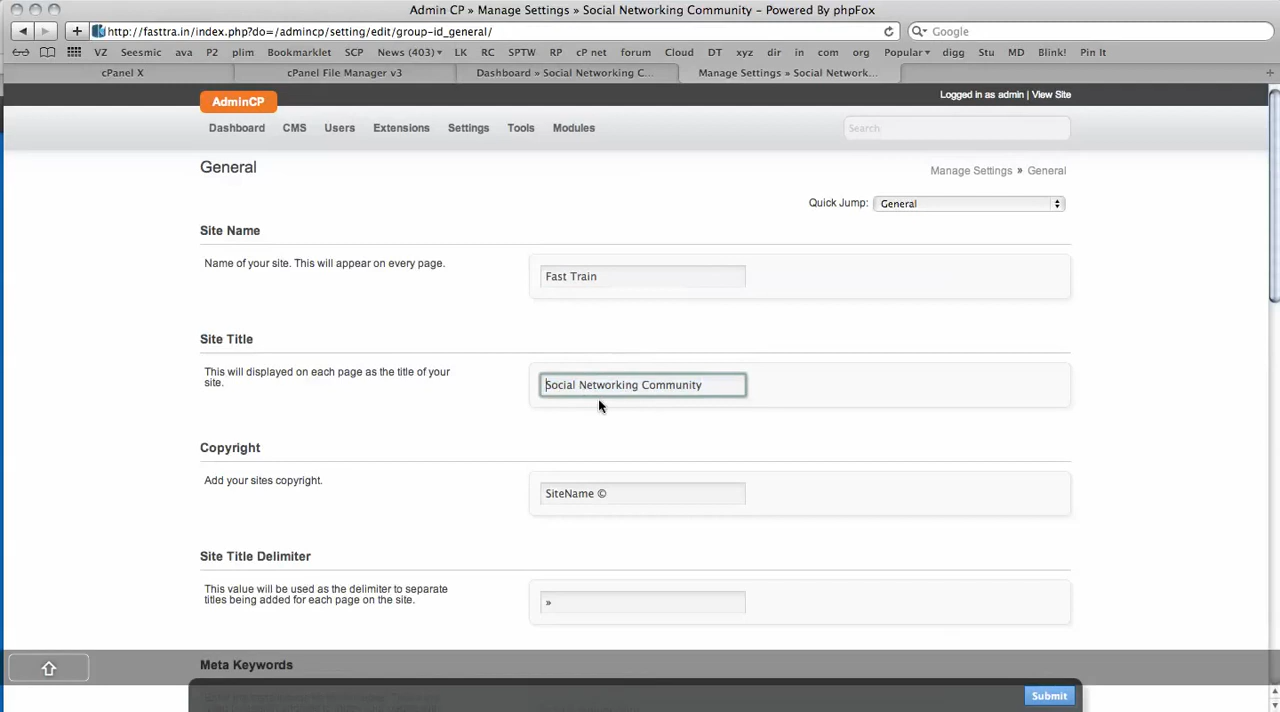 Admin CP » Manage Settings » Social Networking Community – Powered By phpFox
http://fasttra.in/index.php?do=/admincp/setting/edit/group-id_general/
Google
VZ Seesmic ava P2 plim Bookmarklet SCP News (403) LK RC SPTW RP cP net forum Cloud DT xyz dir in com org Popular digg Stu MD Blink! Pin It
cPanel X cPanel File Manager v3 Dashboard » Social Networking C... Manage Settings » Social Network...
AdminCP
Logged in as admin | View Site
Dashboard CMS Users Extensions Settings Tools Modules
Search
General
Manage Settings » General
Quick Jump: General
Site Name
Name of your site. This will appear on every page.
Fast Train
Site Title
This will displayed on each page as the title of your
site.
Social Networking Community
Copyright
Add your sites copyright.
SiteName ©
Site Title Delimiter
This value will be used as the delimiter to separate
titles being added for each page on the site.
»
Meta Keywords
Submit